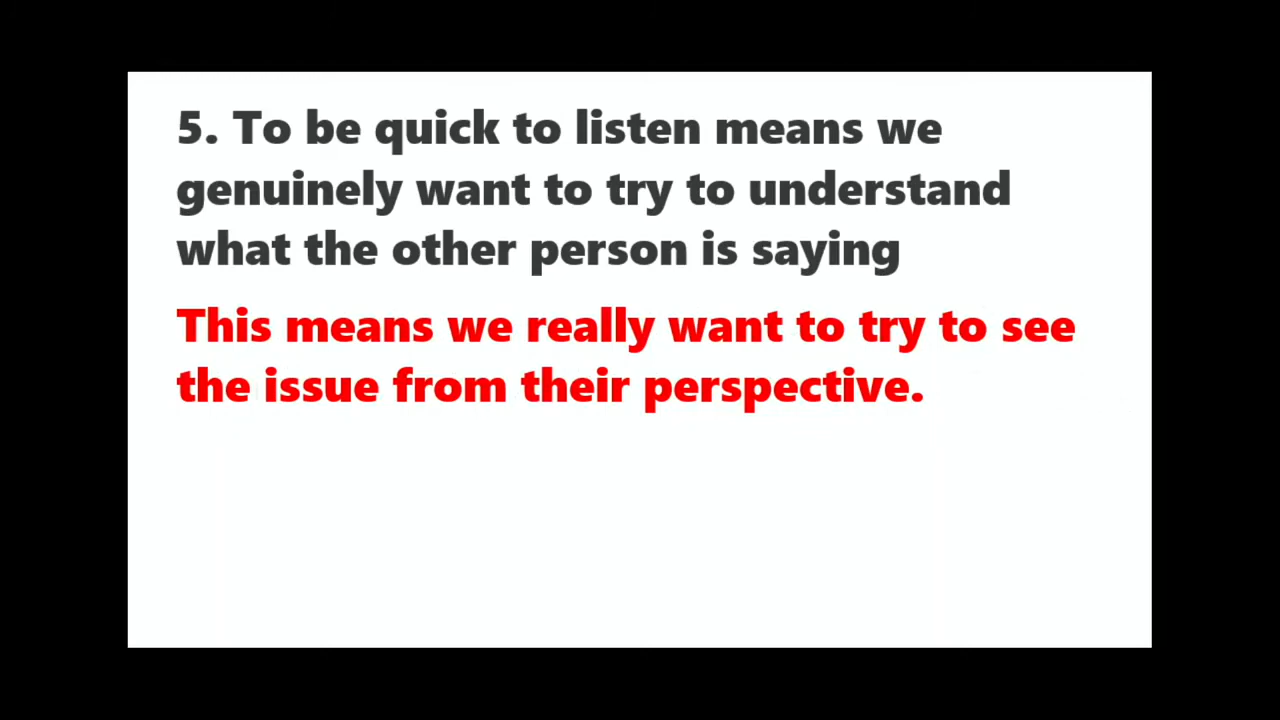 5. To be quick to listen means we
genuinely want to try to understand
what the other person is saying
This means we really want to try to see
the issue from their perspective.